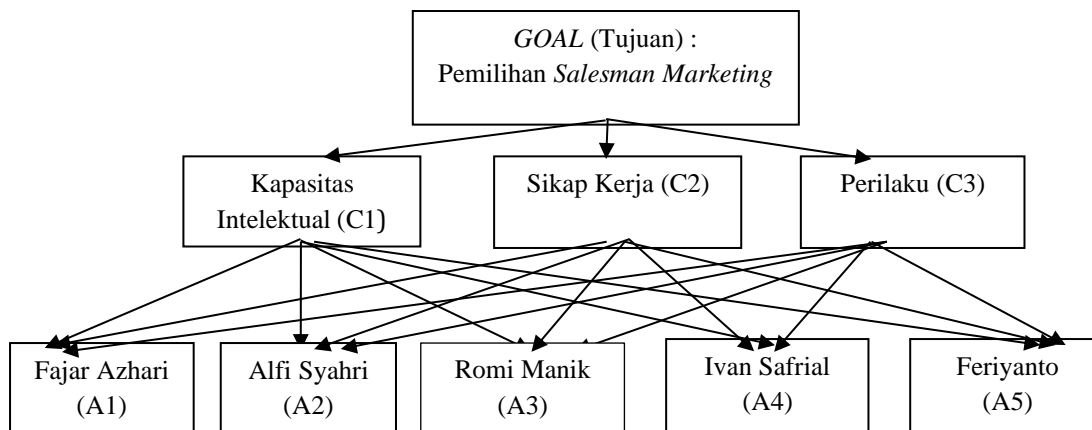 GOAL (Tujuan) :
Pemilihan Salesman Marketing
Kapasitas
Intelektual (C1)
Sikap Kerja (C2)
Perilaku (C3)
Fajar Azhari
(A1)
Alfi Syahri
(A2)
Romi Manik
(A3)
Ivan Safrial
(A4)
Feriyanto
(A5)